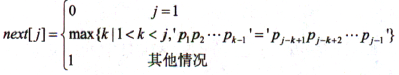 0 j=1
next[j]= max{k|1<k<j,'p₁p₂⋯pₖ₋₁'='pⱼ₋ₖ₊₁pⱼ₋ₖ₊₂⋯pⱼ₋₁'}
1 其他情况